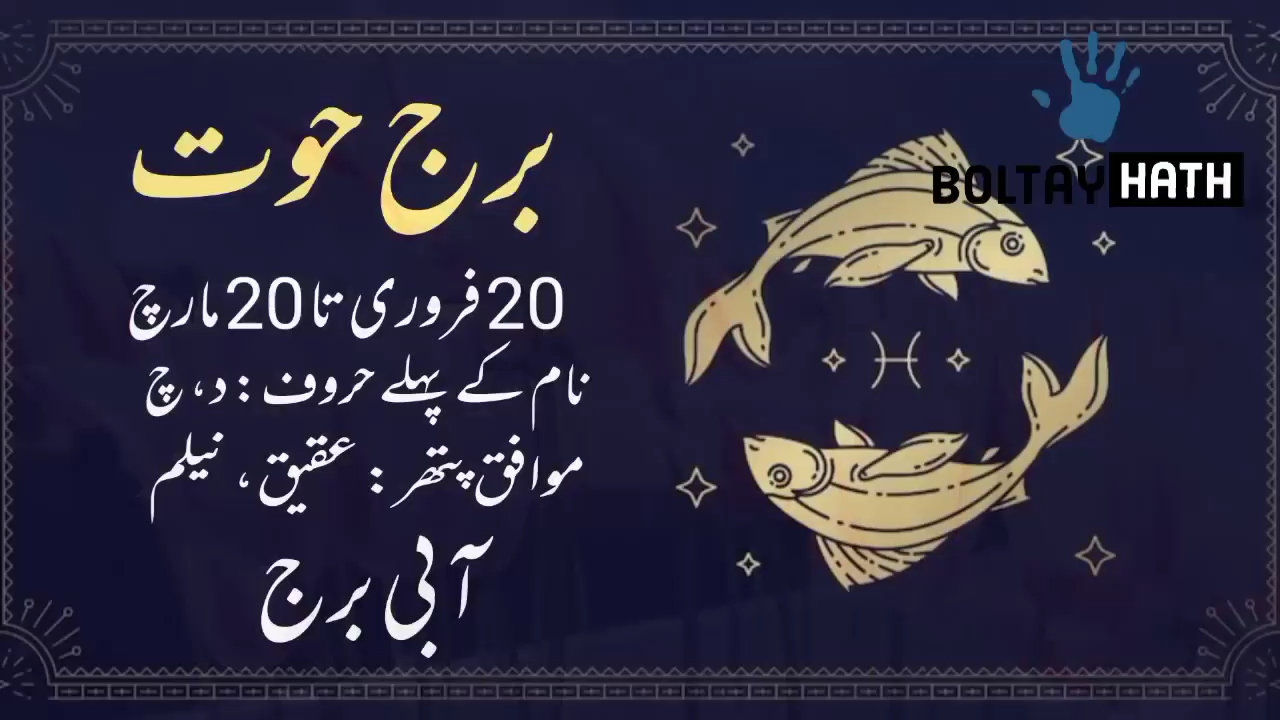 BOLTAY HATH
برج حوت
20 فروری تا 20 مارچ
نام کے پہلے حروف : د، چ
موافق پتھر : عقیق، نیلم
آبی برج